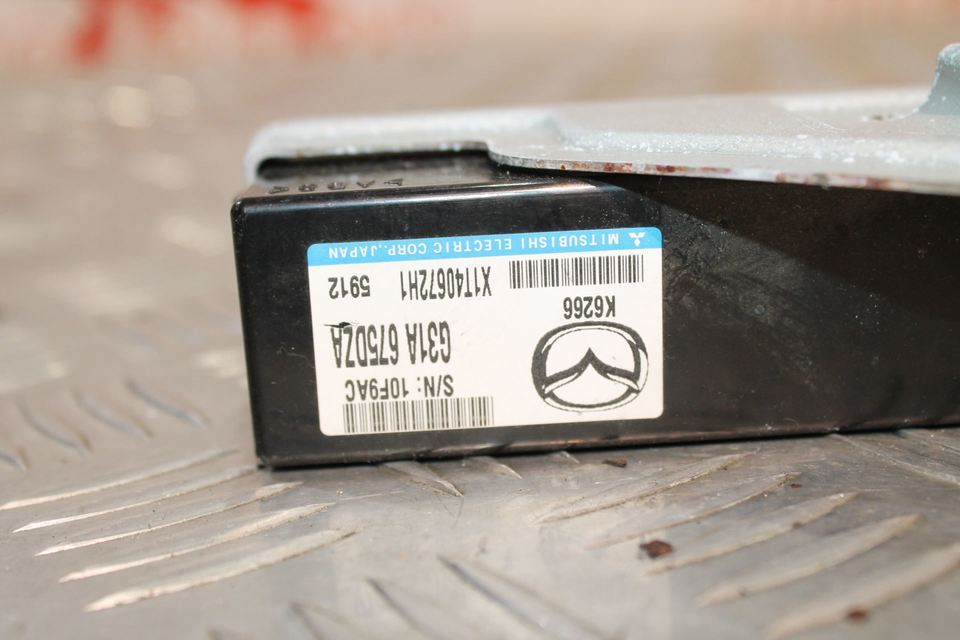 S/N: 10F9AC
G31A 675DZA
K6266
X1T40672H1 5912
MITSUBISHI ELECTRIC CORP.,JAPAN